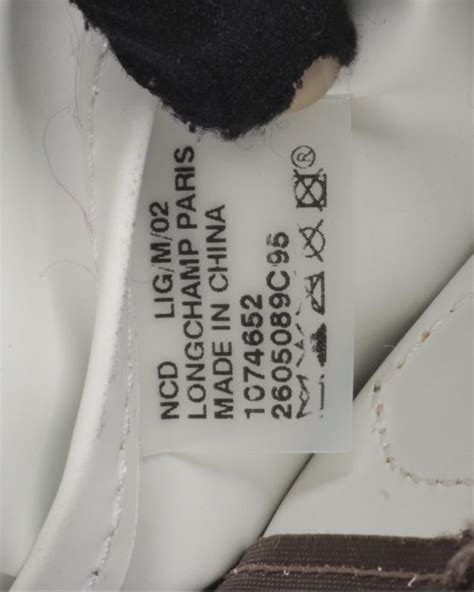 NCD LIG/M/02
LONGCHAMP PARIS
MADE IN CHINA
1074652
2605089C95
®